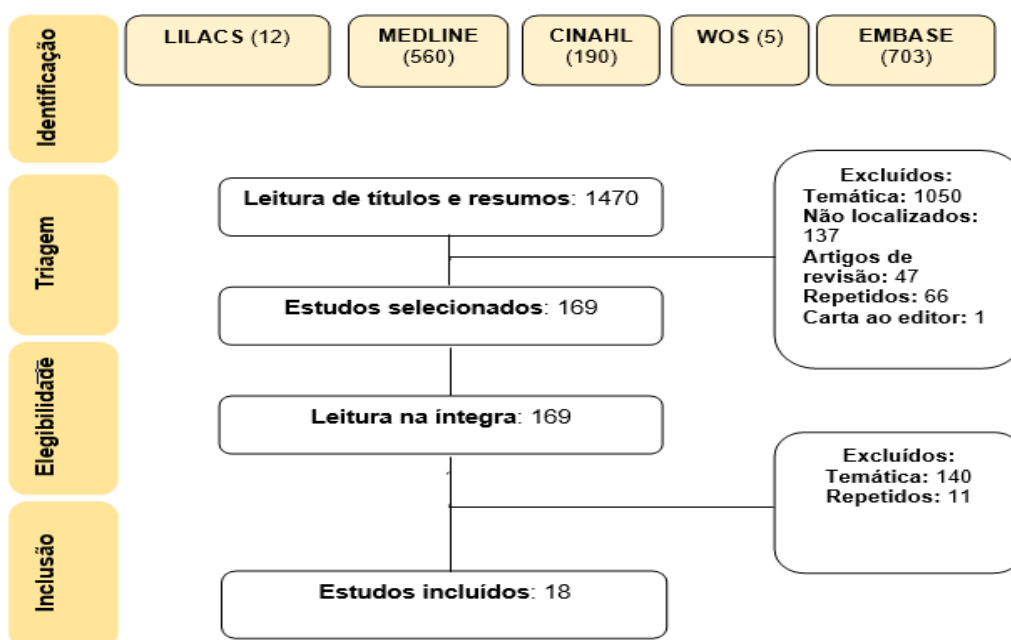 Identificação
LILACS (12)
MEDLINE
(560)
CINAHL
(190)
WOS (5)
EMBASE
(703)
Triagem
Leitura de títulos e resumos: 1470
Excluídos:
Temática: 1050
Não localizados:
137
Artigos de
revisão: 47
Repetidos: 66
Carta ao editor: 1
Estudos selecionados: 169
Elegibilidade
Leitura na íntegra: 169
Excluídos:
Temática: 140
Repetidos: 11
Inclusão
Estudos incluídos: 18